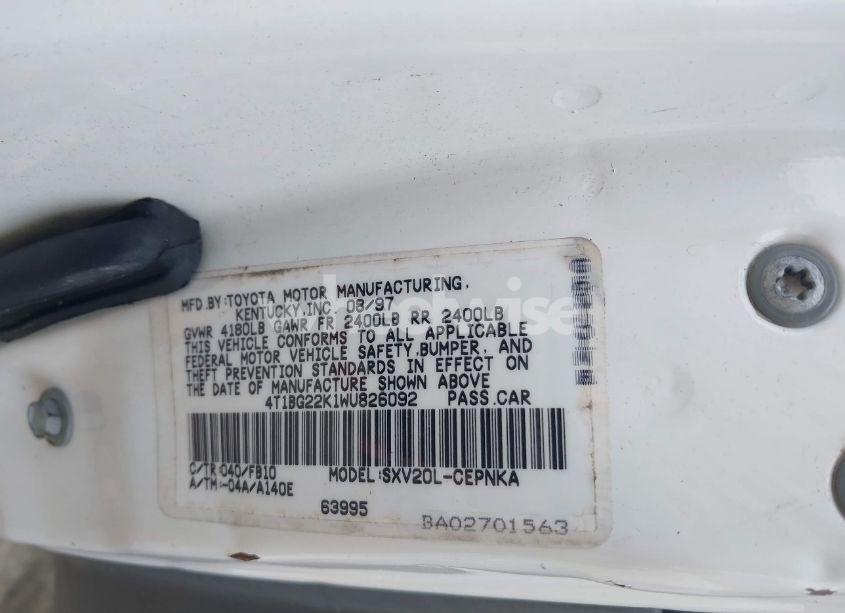 MFD.BY:TOYOTA MOTOR MANUFACTURING,
KENTUCKY,INC. 08/97
GVWR 4180LB GAWR FR 2400LB RR 2400LB
THIS VEHICLE CONFORMS TO ALL APPLICABLE
FEDERAL MOTOR VEHICLE SAFETY,BUMPER, AND
THEFT PREVENTION STANDARDS IN EFFECT ON
THE DATE OF MANUFACTURE SHOWN ABOVE
4T1BG22K1WU826092 PASS.CAR
C/TR:040/FB10 MODEL:SXV20L-CEPNKA
A/TM:-04A/A140E
63995 BA02701563